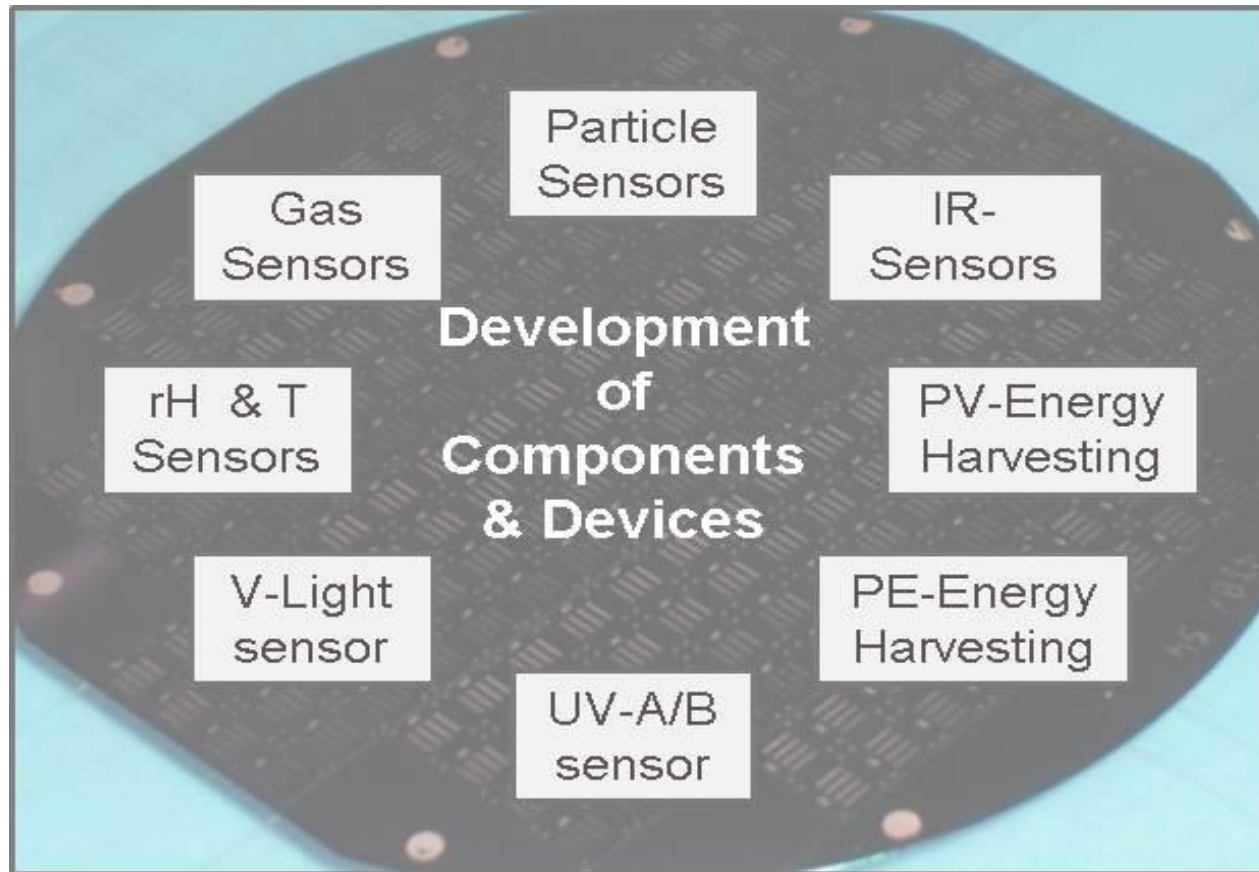 Particle
Sensors
Gas
Sensors
IR-
Sensors
Development
of
Components
& Devices
rH & T
Sensors
PV-Energy
Harvesting
V-Light
sensor
PE-Energy
Harvesting
UV-A/B
sensor